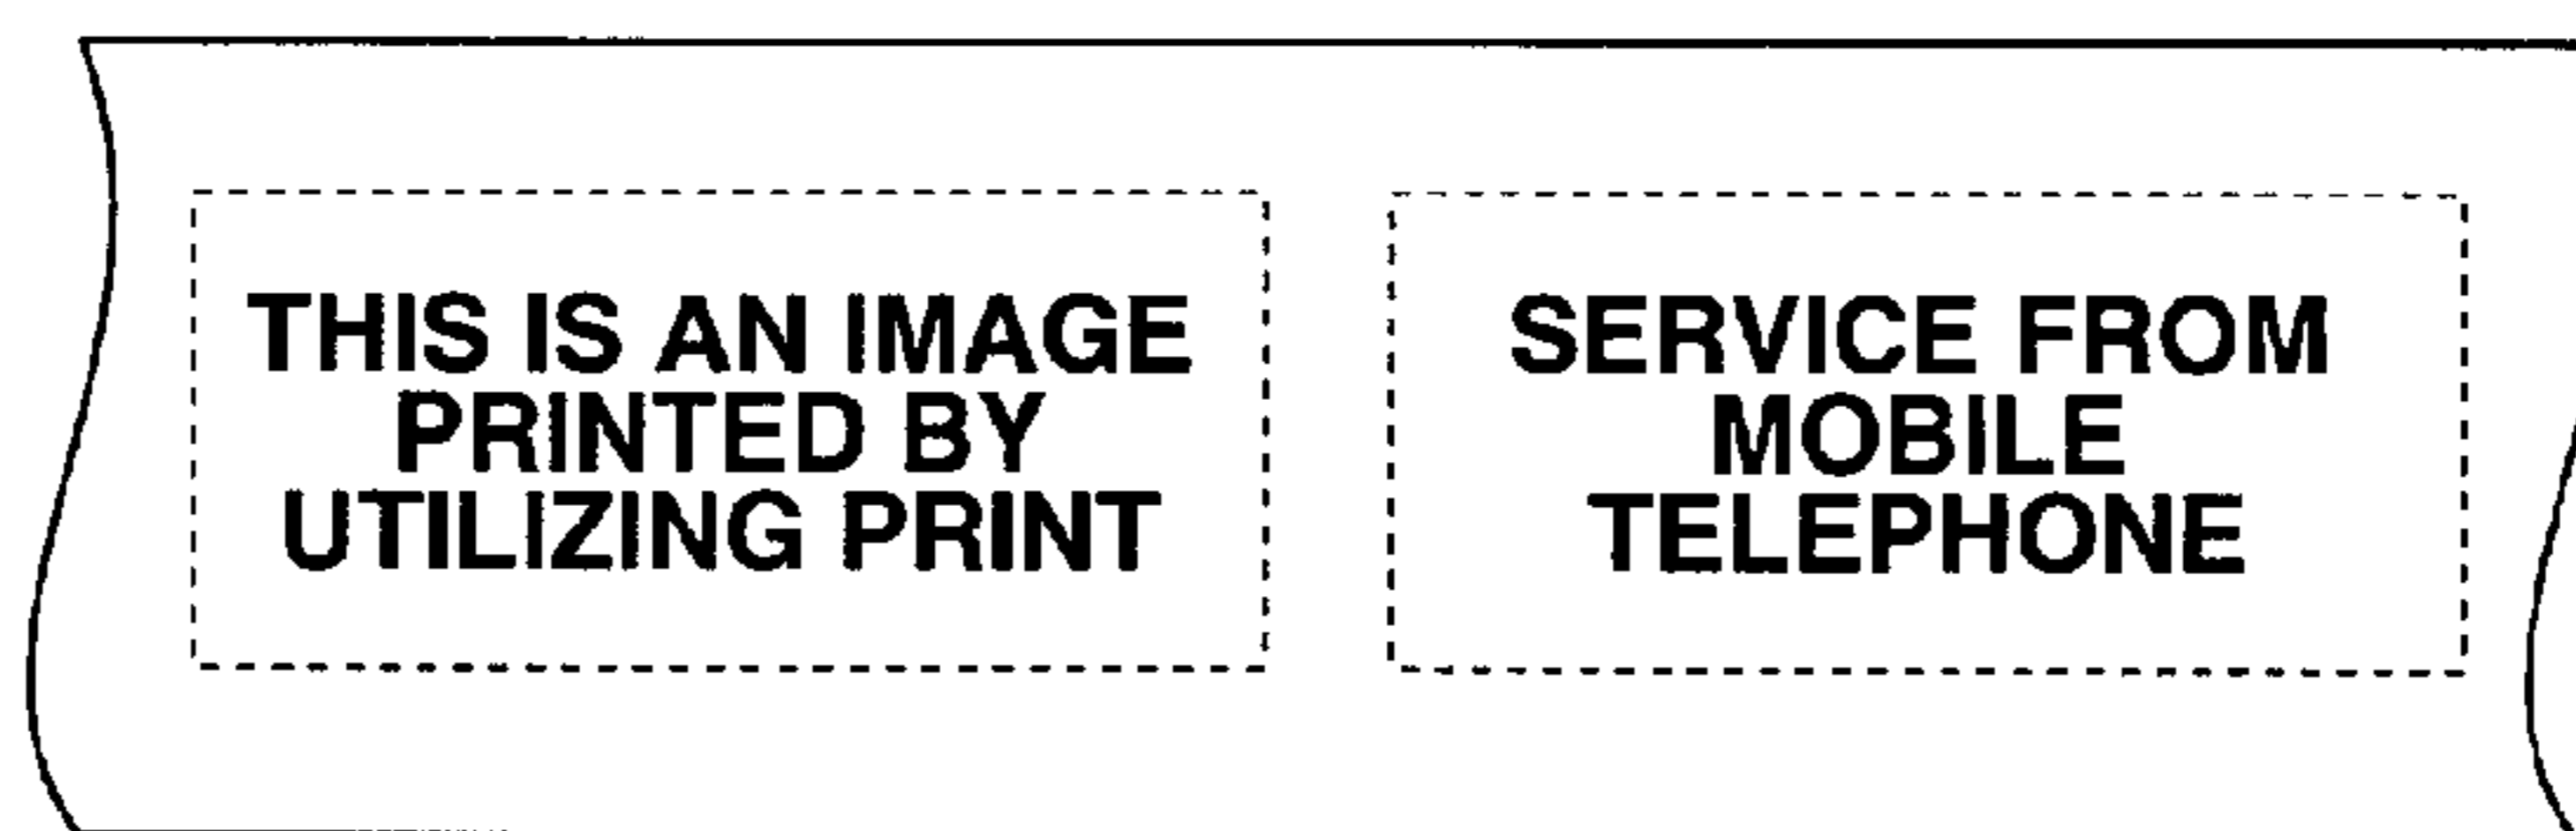 THIS IS AN IMAGE
PRINTED BY
UTILIZING PRINT
SERVICE FROM
MOBILE
TELEPHONE